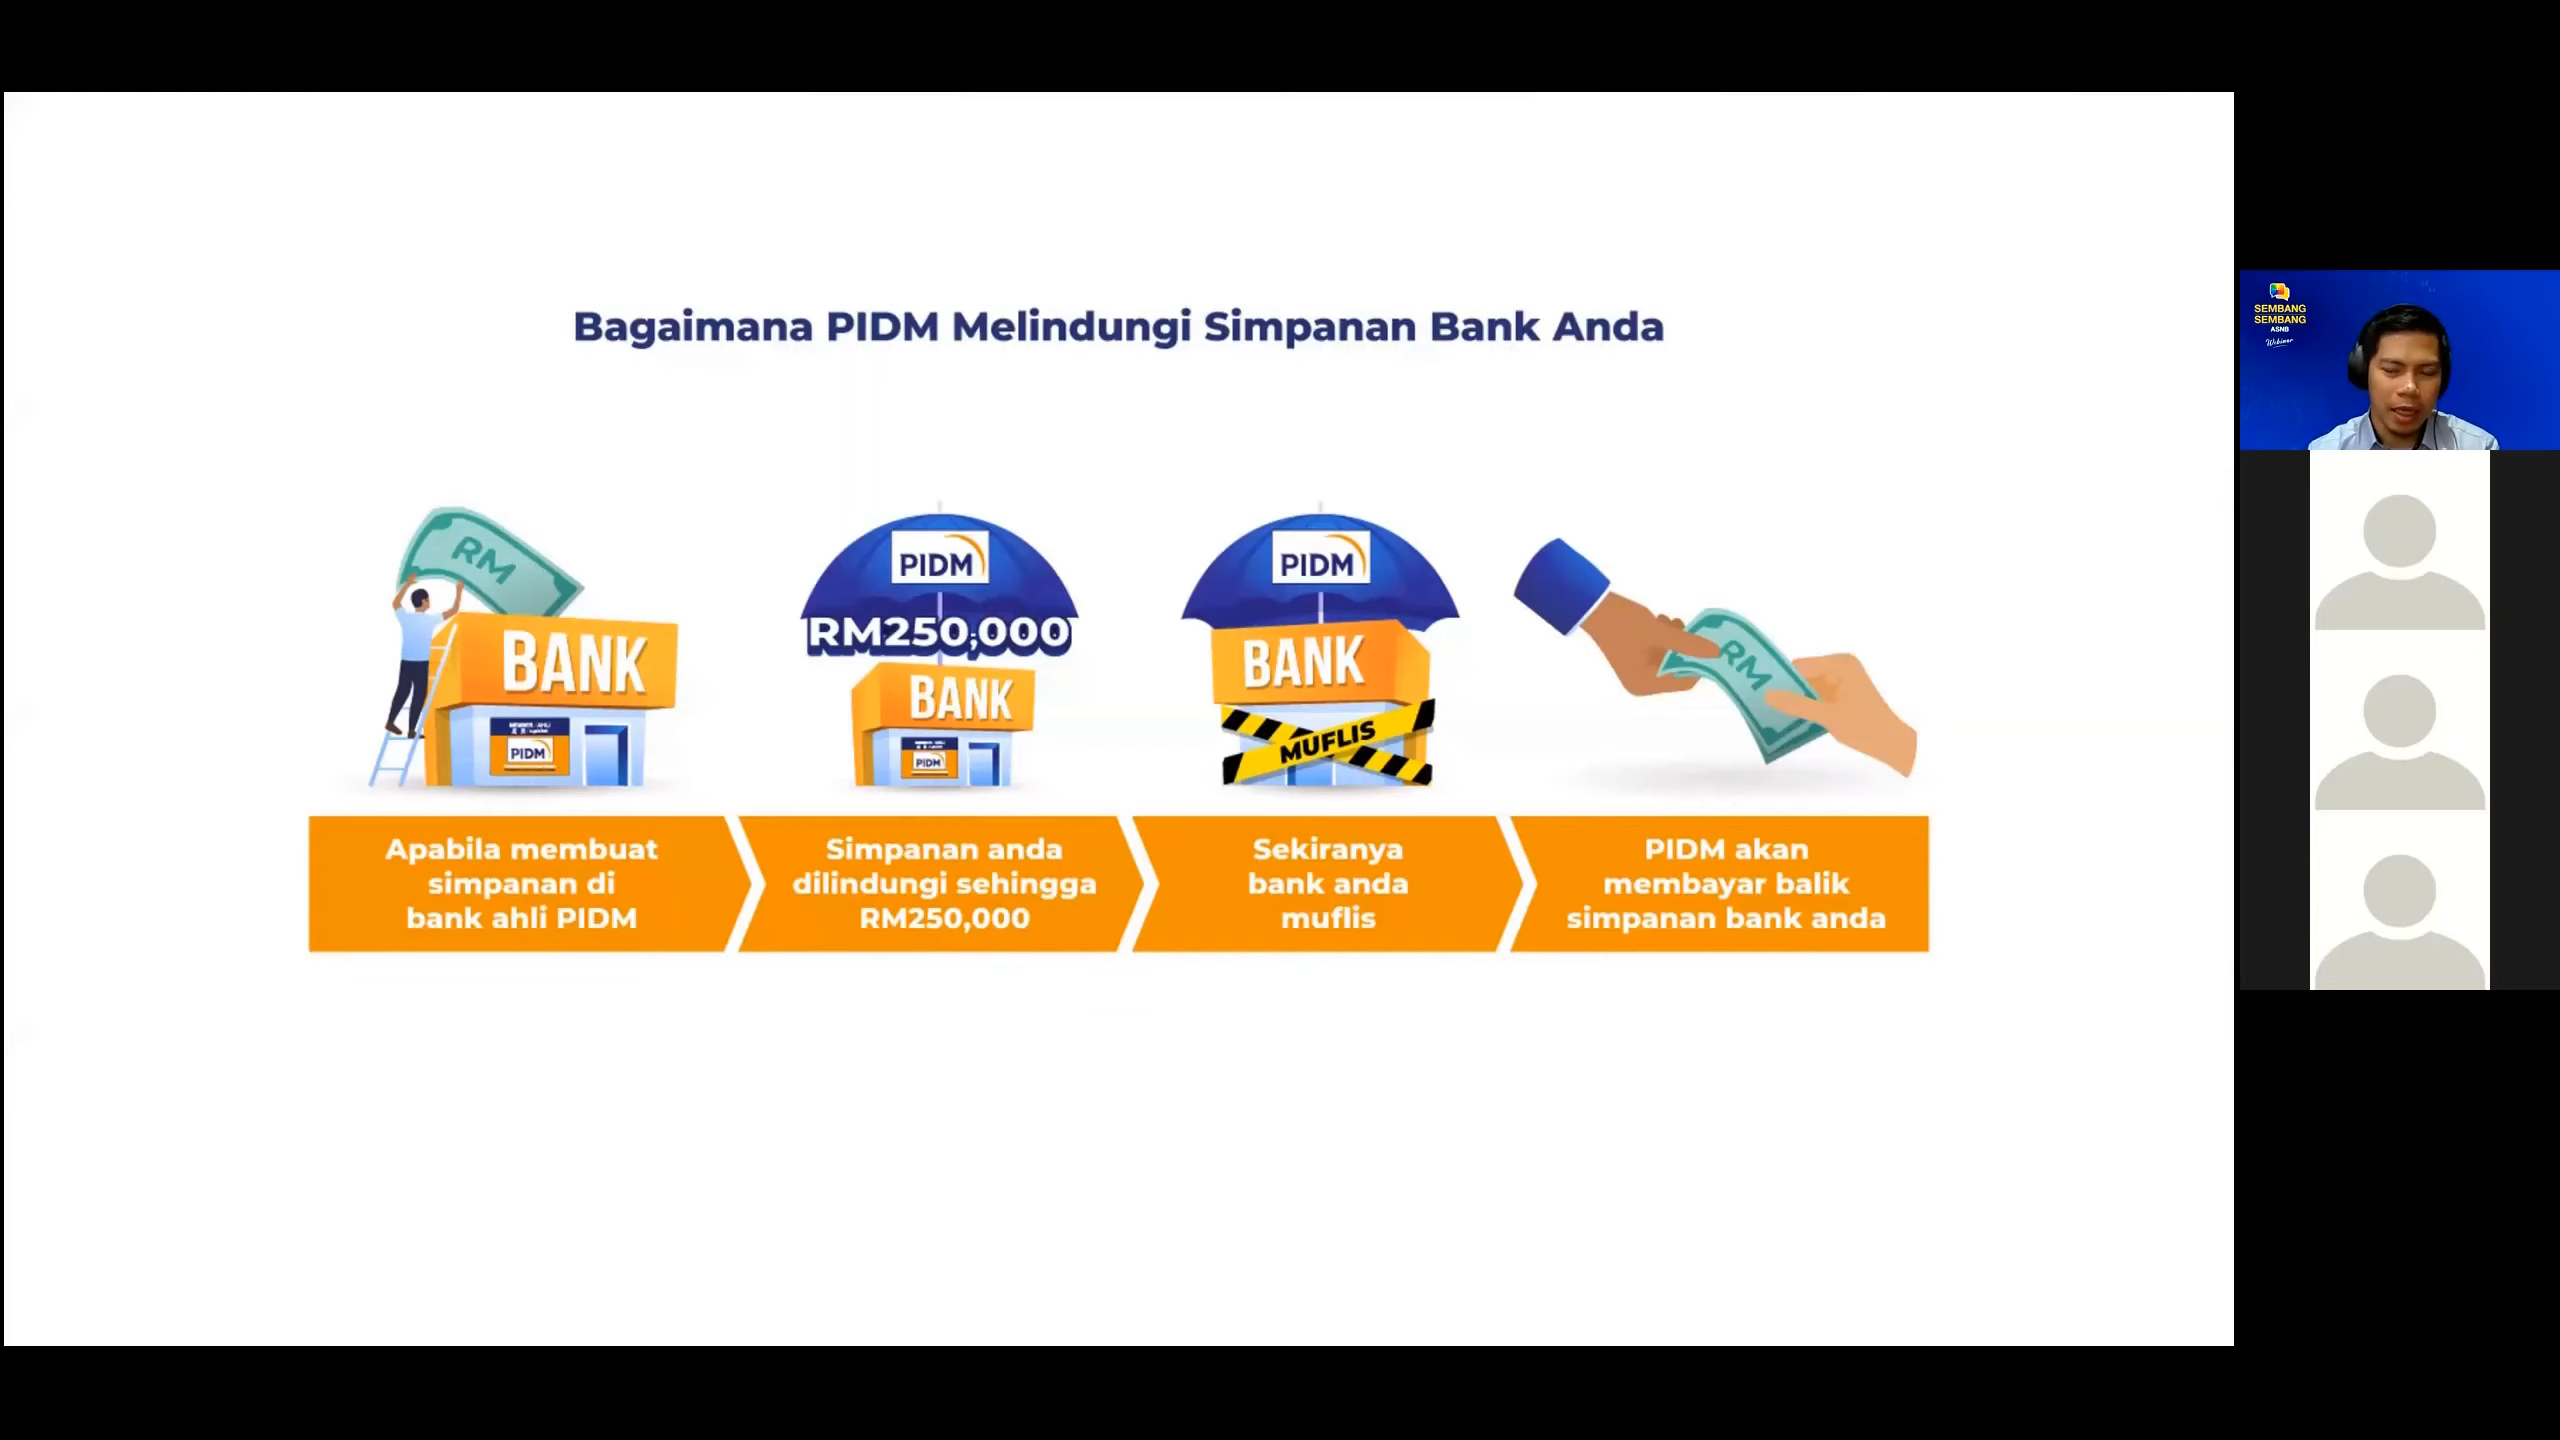 Bagaimana PIDM Melindungi Simpanan Bank Anda
SEMBANG
SEMBANG
ASNB
Webinar
RM
BANK
PIDM
PIDM
RM250,000
BANK
PIDM
PIDM
BANK
MUFLIS
RM
Apabila membuat
simpanan di
bank ahli PIDM
Simpanan anda
dilindungi sehingga
RM250,000
Sekiranya
bank anda
muflis
PIDM akan
membayar balik
simpanan bank anda